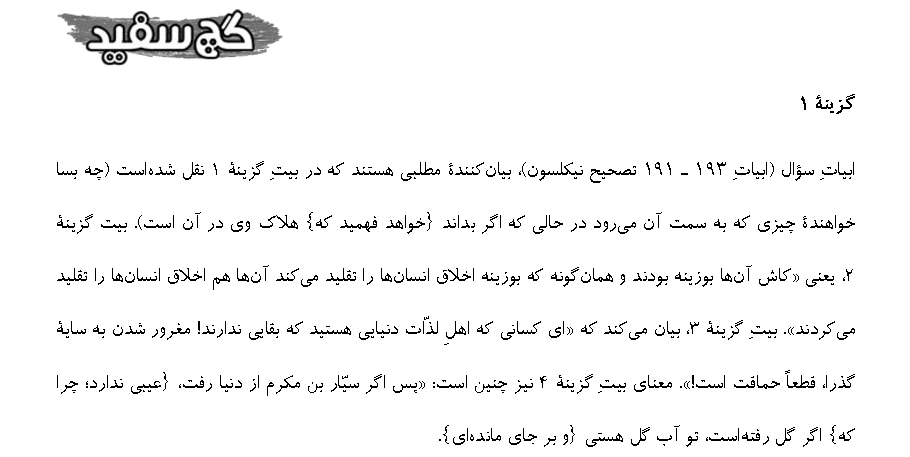 گچ سفید
گزینهٔ ۱
ابیاتِ سؤال (ابیاتِ ۱۹۳ ـ ۱۹۱ تصحیح نیکلسون)، بیان‌کنندهٔ مطلبی هستند که در بیتِ گزینهٔ ۱ نقل شده‌است (چه بسا
خواهندهٔ چیزی که به سمت آن می‌رود در حالی که اگر بداند {خواهد فهمید که} هلاک وی در آن است). بیت گزینهٔ
۲، یعنی «کاش آن‌ها بوزینه بودند و همان‌گونه که بوزینه اخلاق انسان‌ها را تقلید می‌کند آن‌ها هم اخلاق انسان‌ها را تقلید
می‌کردند». بیتِ گزینهٔ ۳، بیان می‌کند که «ای کسانی که اهلِ لذّات دنیایی هستید که بقایی ندارند! مغرور شدن به سایهٔ
گذرا، قطعاً حماقت است!». معنای بیتِ گزینهٔ ۴ نیز چنین است: «پس اگر سیّار بن مکرم از دنیا رفت، {عیبی ندارد؛ چرا
که} اگر گل رفته‌است، تو آب گل هستی {و بر جای مانده‌ای}.